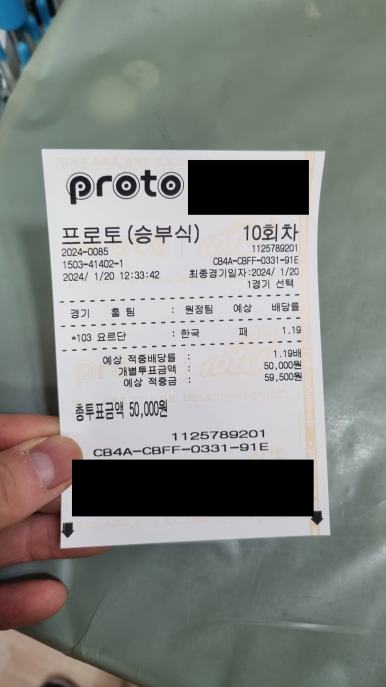 proto
프로토 (승부식) 10회차
2024-0085 1125789201
1503-41402-1 CB4A-CBFF-0331-91E
2024/ 1/20 12:33:42 최종경기일자:2024/ 1/20
1경기 선택
경기 홈 팀 : 원정팀 예상 배당률
*103 요르단 : 한국 패 1.19
예상 적중배당률 : 1.19배
개별투표금액 : 50,000원
예상 적중금 : 59,500원
총투표금액 50,000원
1125789201
CB4A-CBFF-0331-91E